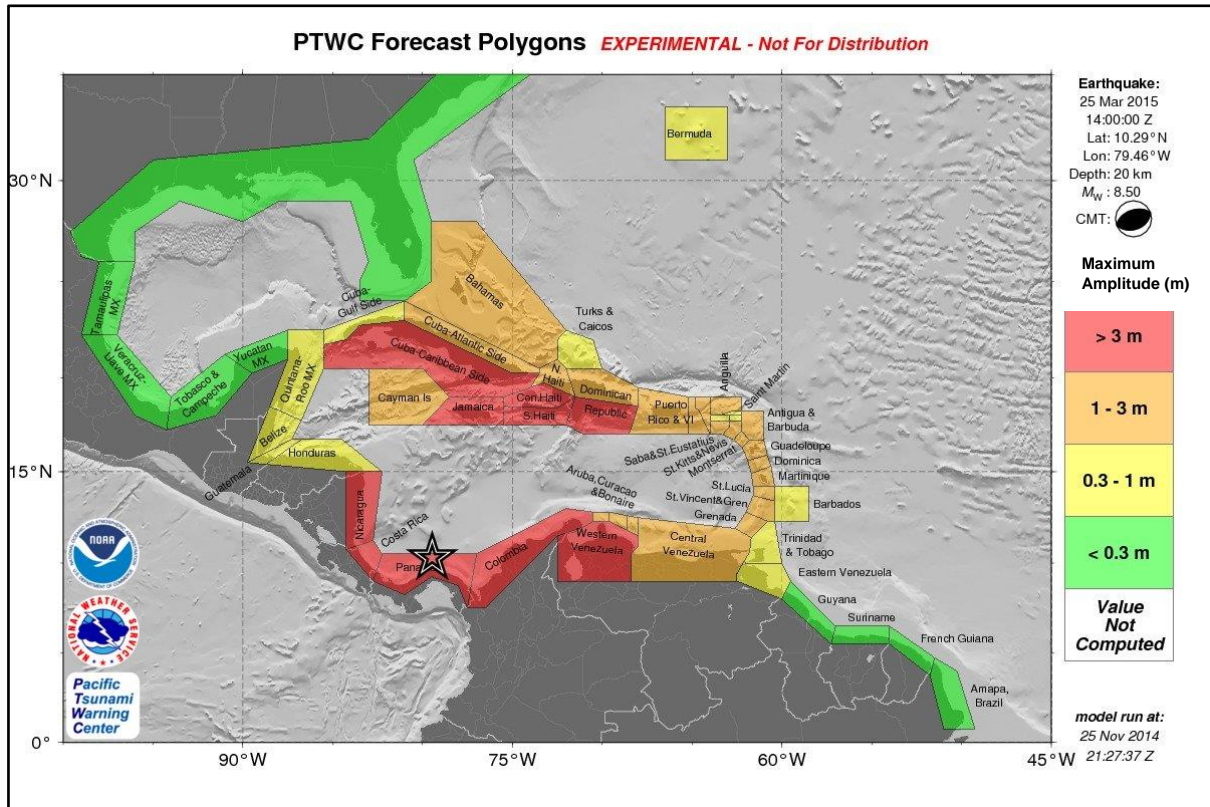 PTWC Forecast Polygons EXPERIMENTAL - Not For Distribution
Earthquake:
25 Mar 2015
14:00:00 Z
Lat: 10.29°N
Lon: 79.46°W
Depth: 20 km
Mw : 8.50
CMT:
Maximum
Amplitude (m)
> 3 m
1 - 3 m
0.3 - 1 m
< 0.3 m
Value
Not
Computed
model run at:
25 Nov 2014
21:27:37 Z
30°N
15°N
0°
90°W
75°W
60°W
45°W
Bermuda
Bahamas
Turks &
Caicos
Cuba-
Gulf Side
Cuba-Atlantic Side
Cuba-Caribbean Side
Tamaulipas
MX
Veracruz-
Llave MX
Tobasco &
Campeche
Yucatan
MX
Quintana-
Roo MX
Belize
Guatemala
Honduras
Nicaragua
Costa Rica
Pana
Colombia
Cayman Is
Jamaica
N.
Haiti
Cen.Haiti
S.Haiti
Dominican
Republic
Puerto
Rico & VI
Anguilla
Saint Martin
Antigua &
Barbuda
Saba&St.Eustatius
St.Kitts&Nevis
Montserrat
Guadeloupe
Dominica
Martinique
St.Lucia
St.Vincent&Gren
Grenada
Barbados
Aruba,Curacao
&Bonaire
Western
Venezuela
Central
Venezuela
Trinidad
& Tobago
Eastern Venezuela
Guyana
Suriname
French Guiana
Amapa,
Brazil
NOAA
NATIONAL WEATHER SERVICE
Pacific
Tsunami
Warning
Center